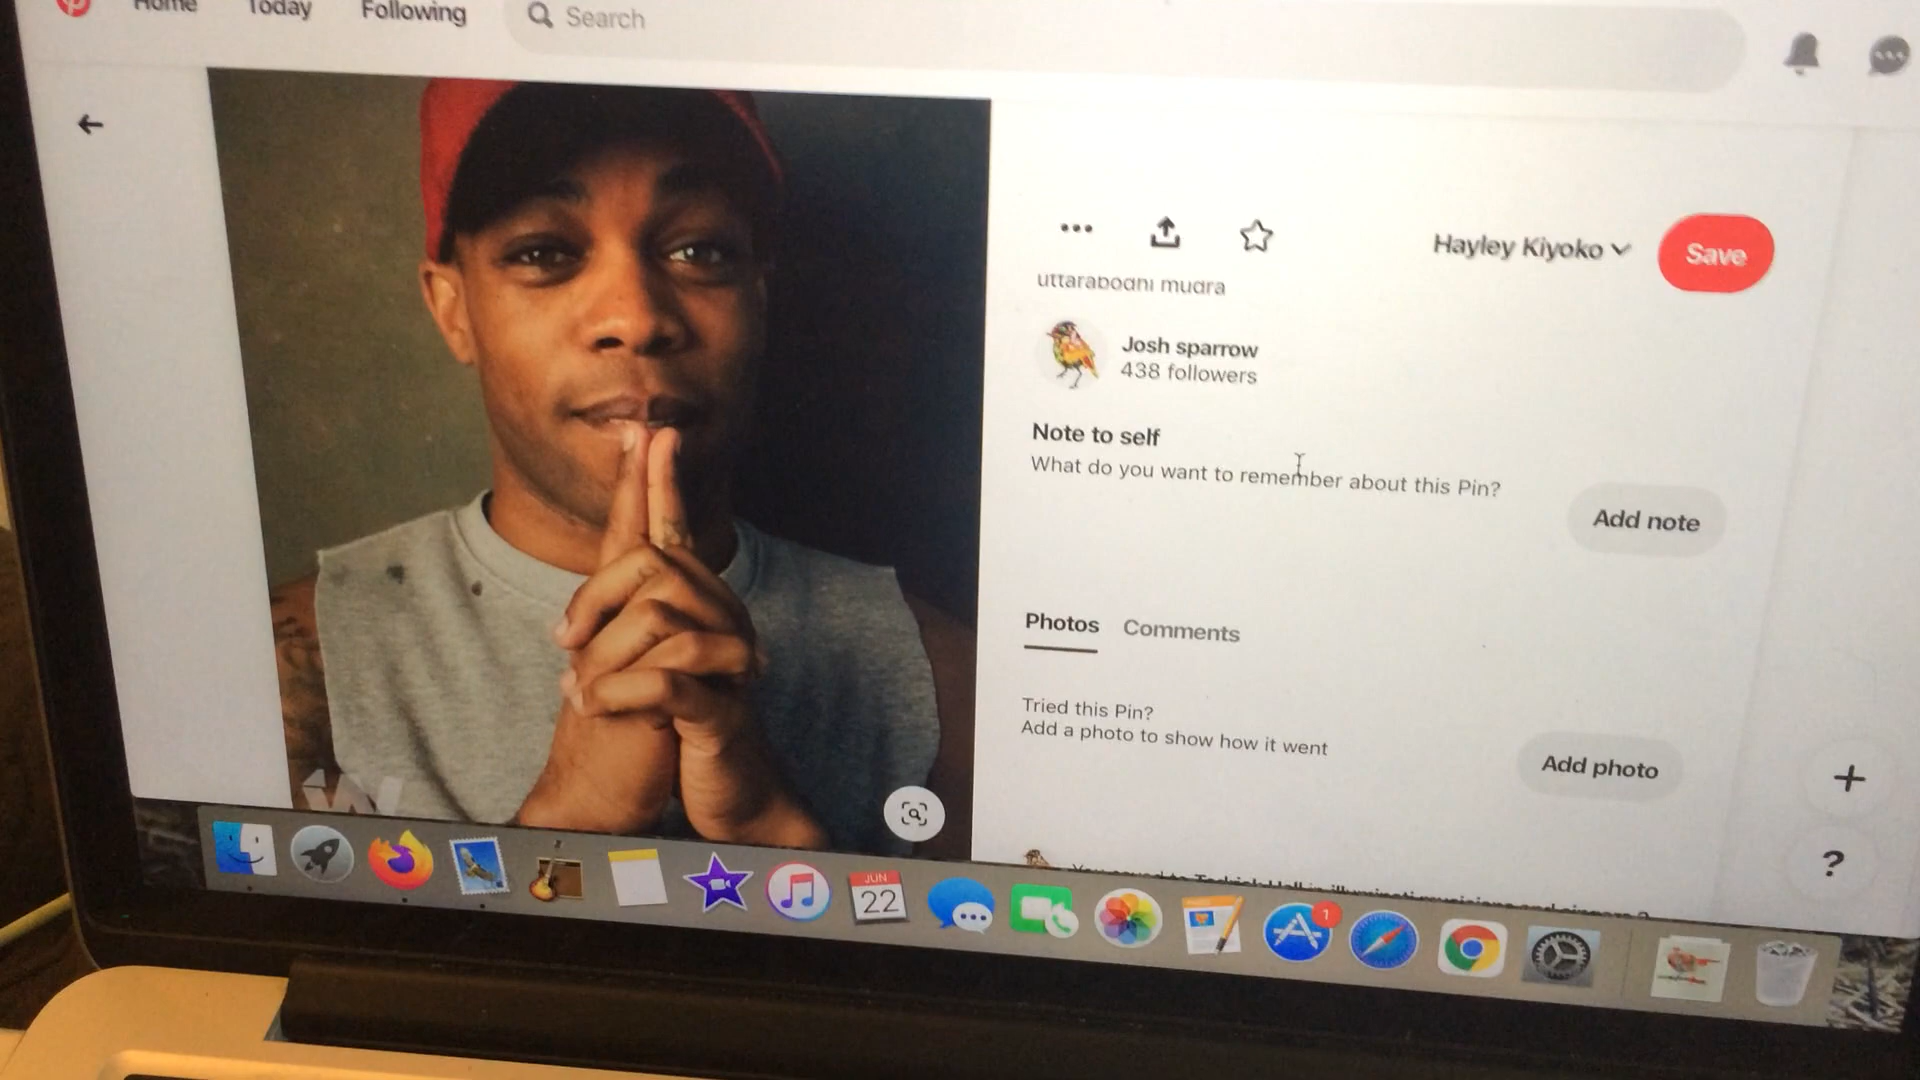 Home Today Following Search
Hayley Kiyoko Save
uttarabodhi mudra
Josh sparrow
438 followers
Note to self
What do you want to remember about this Pin?
Add note
Photos Comments
Tried this Pin?
Add a photo to show how it went
Add photo
?
JUN
22
1